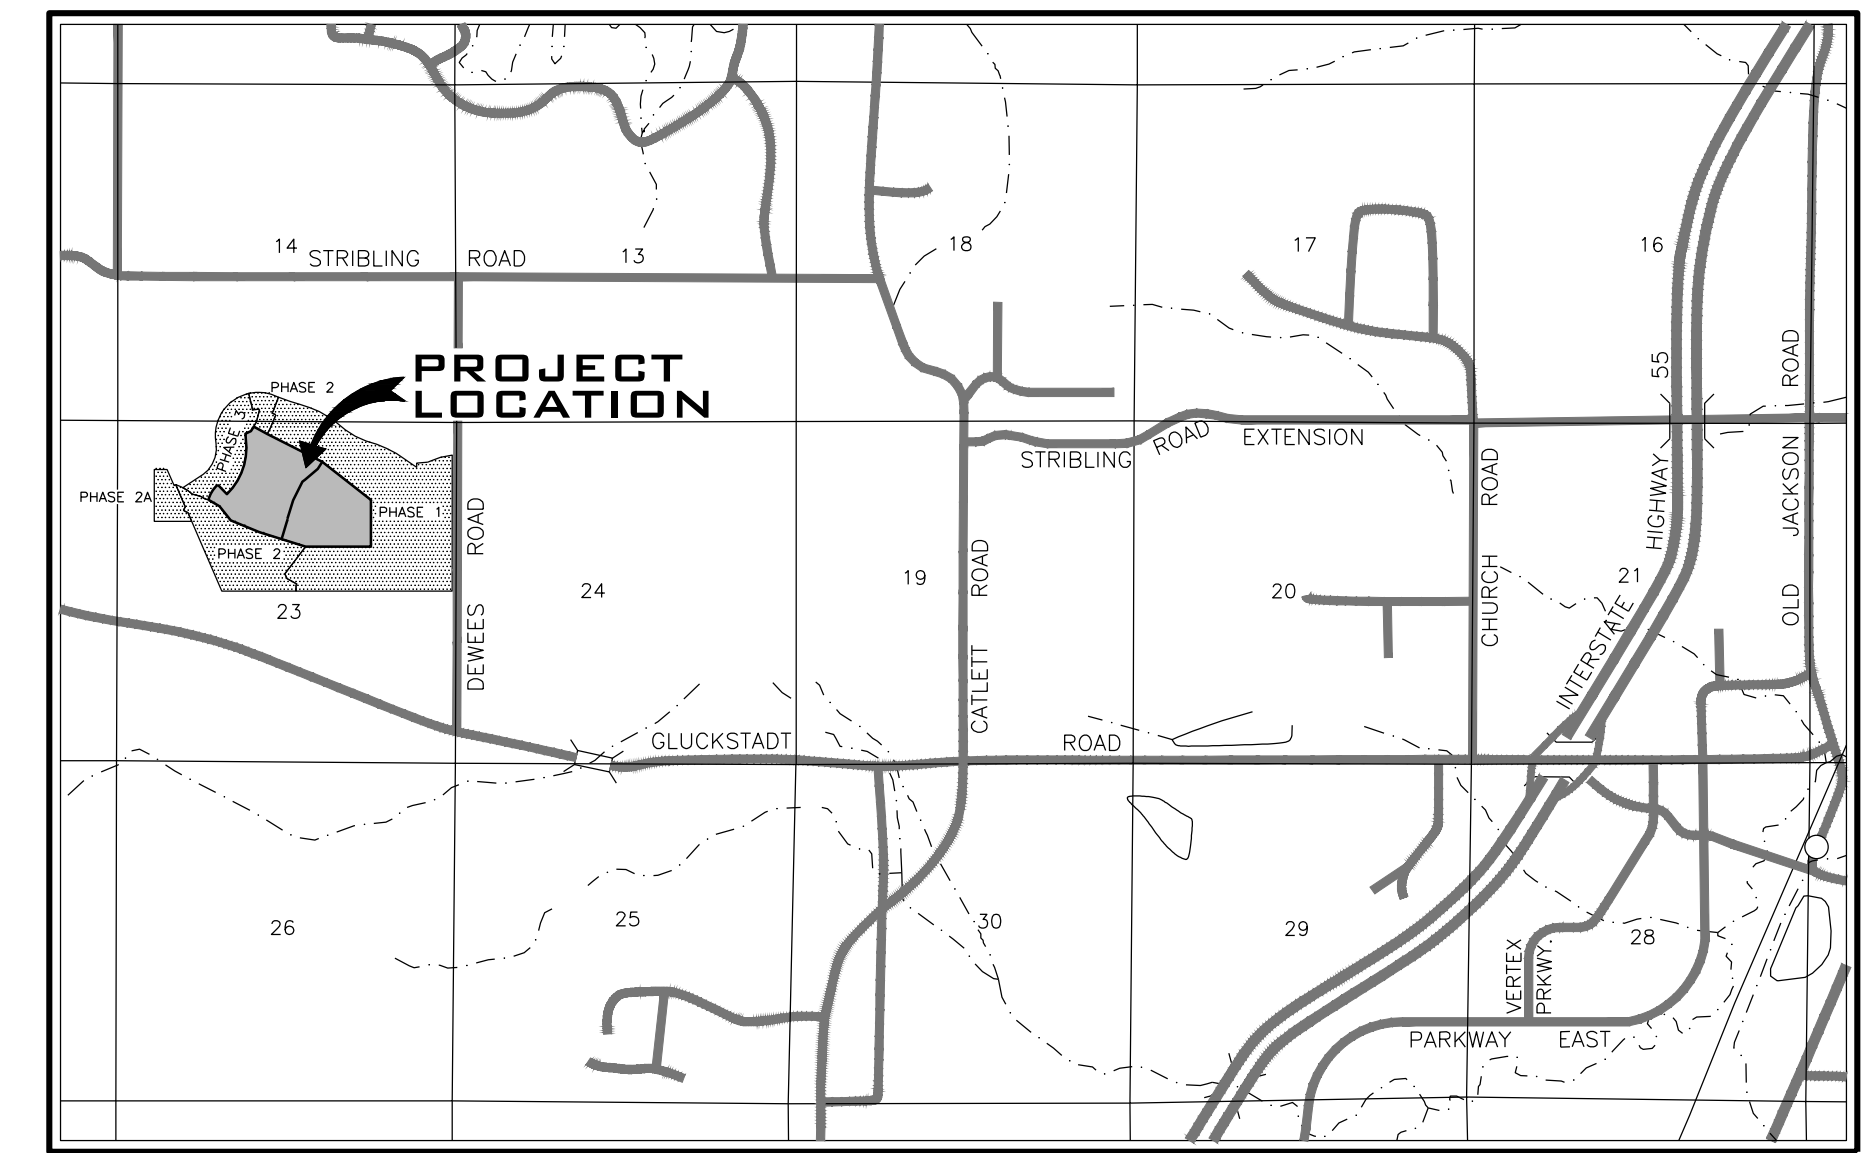 14
STRIBLING ROAD
13
18
17
16
PROJECT
LOCATION
PHASE 2
PHASE 3
PHASE 2A
PHASE 1
PHASE 2
23
DEWEES ROAD
24
19
CATLETT ROAD
STRIBLING ROAD EXTENSION
20
CHURCH ROAD
21
INTERSTATE HIGHWAY 55
OLD JACKSON ROAD
GLUCKSTADT ROAD
26
25
30
29
28
VERTEX
PRKWY.
PARKWAY EAST